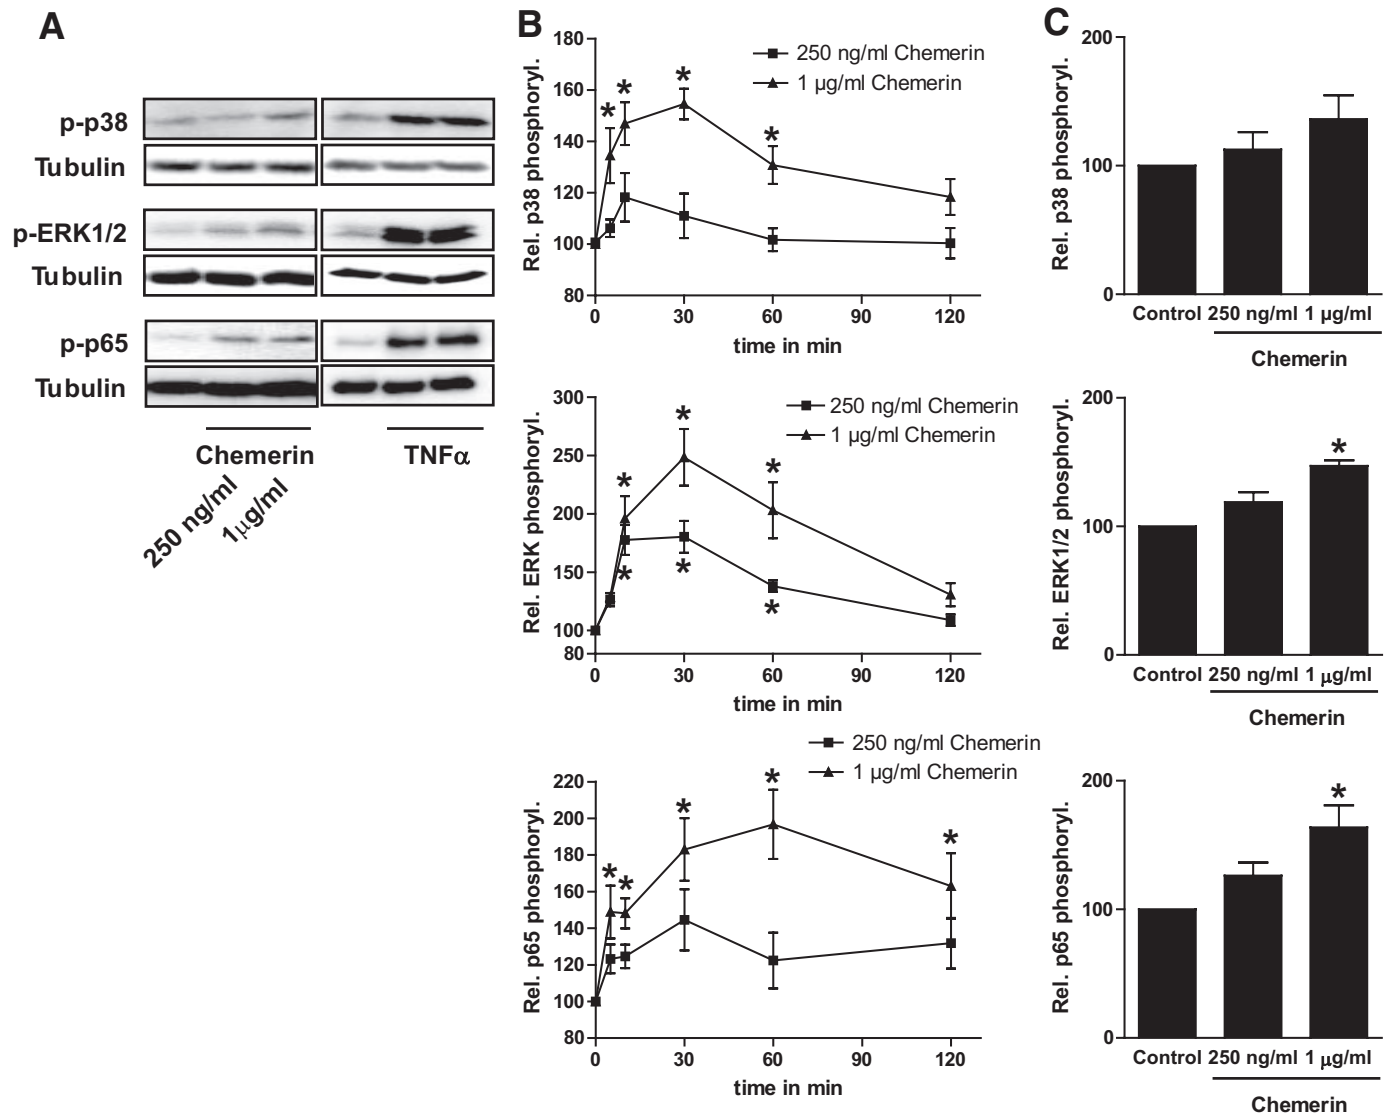 A
p-p38
Tubulin
p-ERK1/2
Tubulin
p-p65
Tubulin
Chemerin
TNFα
250 ng/ml
1µg/ml
B
180
160
140
120
100
80
Rel. p38 phosphoryl.
250 ng/ml Chemerin
1 µg/ml Chemerin
* * * *
0 30 60 90 120
time in min
300
250
200
150
100
80
Rel. ERK phosphoryl.
250 ng/ml Chemerin
1 µg/ml Chemerin
* * *
* * *
0 30 60 90 120
time in min
250 ng/ml Chemerin
1 µg/ml Chemerin
220
200
180
160
140
120
100
80
Rel. p65 phosphoryl.
* * * * *
0 30 60 90 120
time in min
C
200
100
0
Rel. p38 phosphoryl.
Control 250 ng/ml 1 µg/ml
Chemerin
200
100
0
Rel. ERK1/2 phosphoryl.
*
Control 250 ng/ml 1 µg/ml
Chemerin
200
100
0
Rel. p65 phosphoryl.
*
Control 250 ng/ml 1 µg/ml
Chemerin